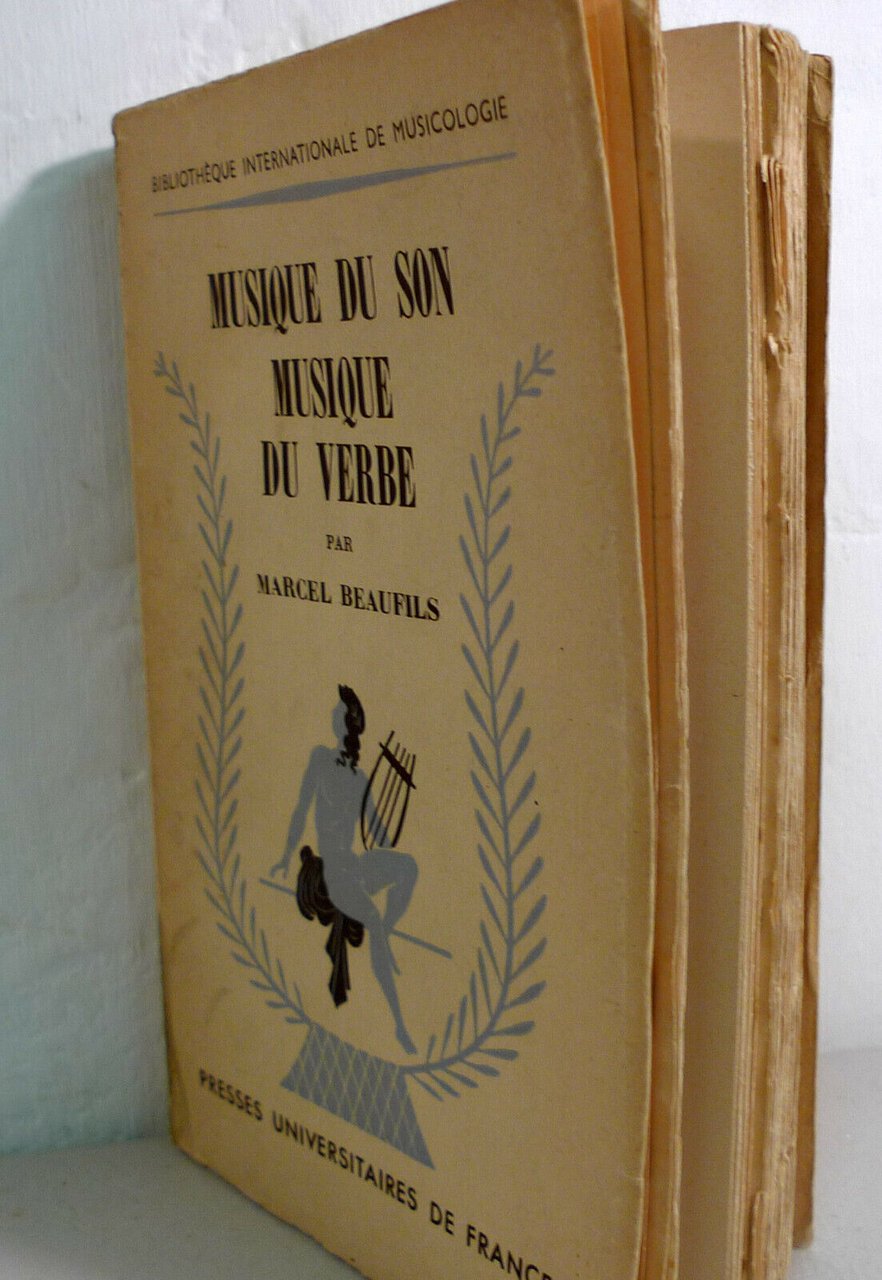 BIBLIOTHÈQUE INTERNATIONALE DE MUSICOLOGIE
MUSIQUE DU SON
MUSIQUE
DU VERBE
PAR
MARCEL BEAUFILS
PRESSES UNIVERSITAIRES DE FRANCE